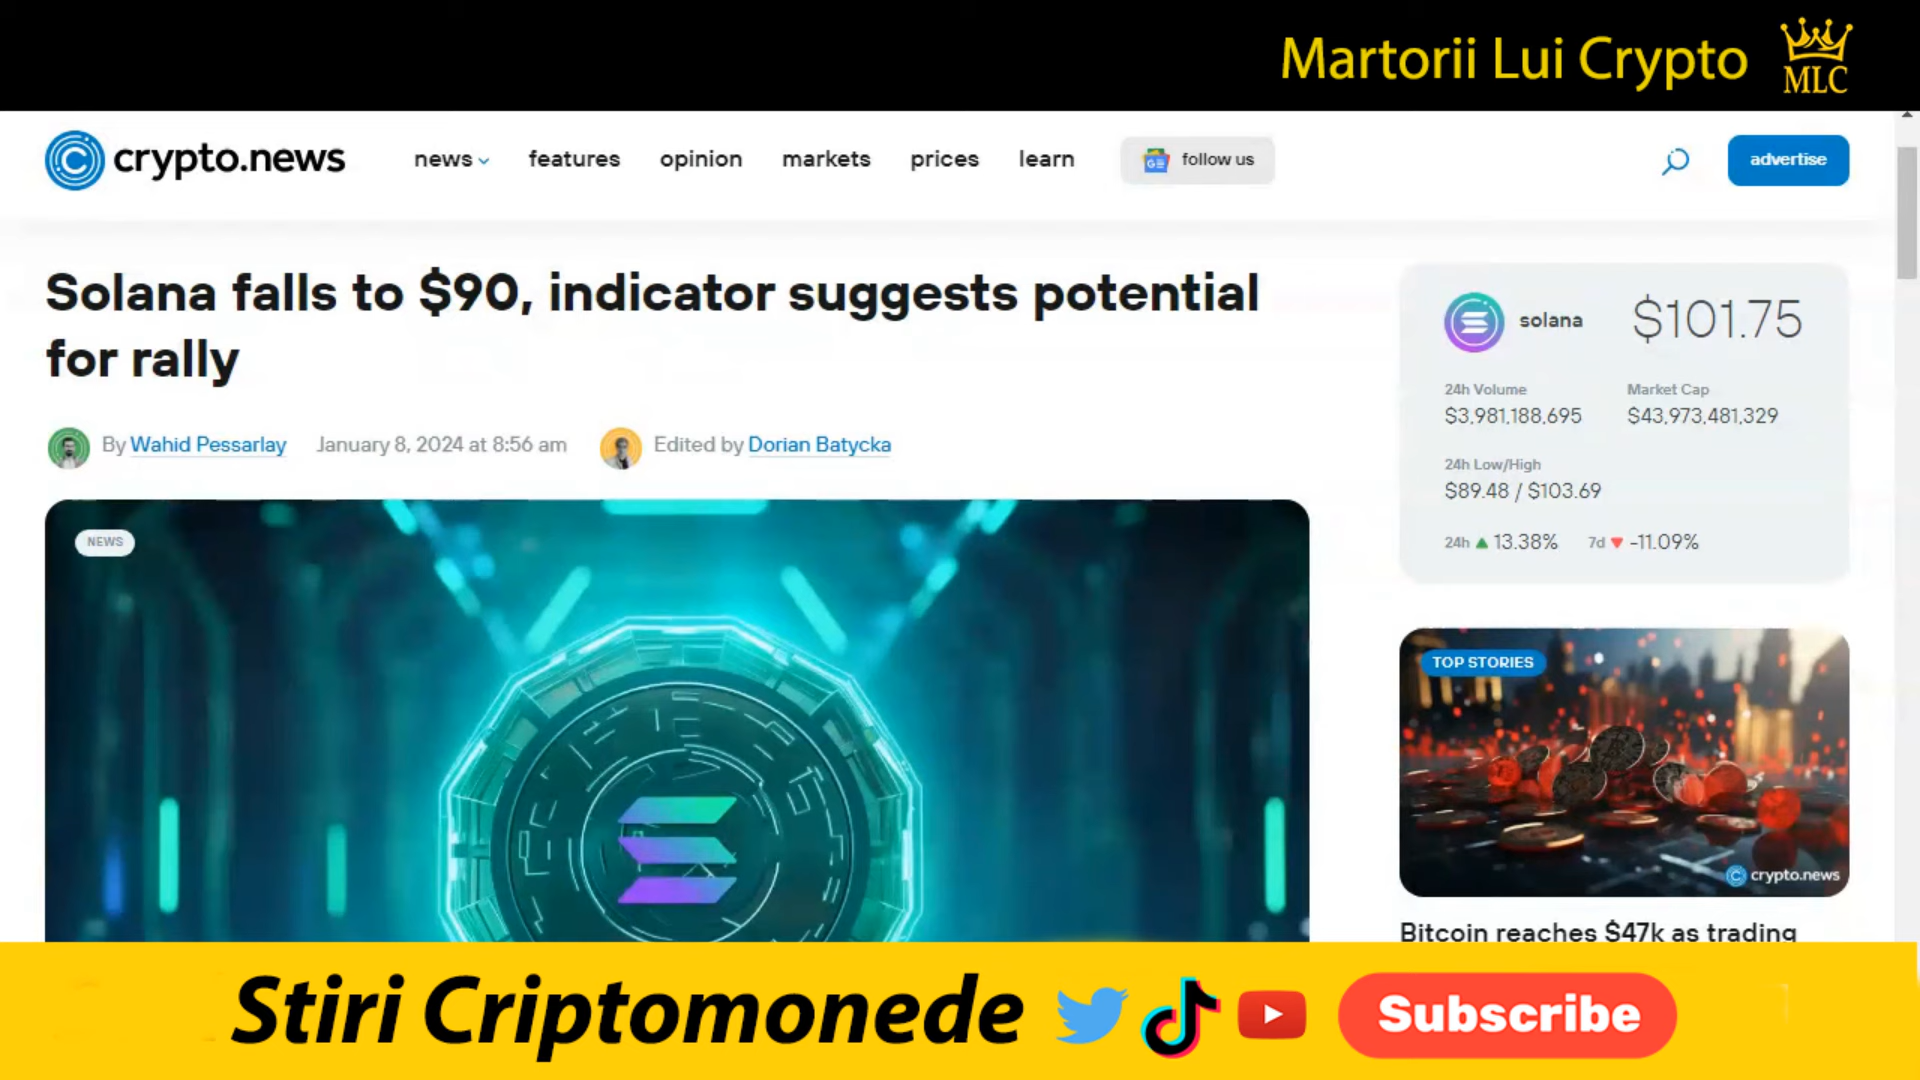 Martorii Lui Crypto
MLC
crypto.news
news
features
opinion
markets
prices
learn
GE
follow us
advertise
Solana falls to $90, indicator suggests potential
for rally
By Wahid Pessarlay
January 8, 2024 at 8:56 am
Edited by Dorian Batycka
NEWS
solana
$101.75
24h Volume
Market Cap
$3,981,188,695
$43,973,481,329
24h Low/High
$89.48 / $103.69
24h ▲ 13.38%
7d ▼ -11.09%
TOP STORIES
crypto.news
Bitcoin reaches $47k as trading
Stiri Criptomonede
Subscribe